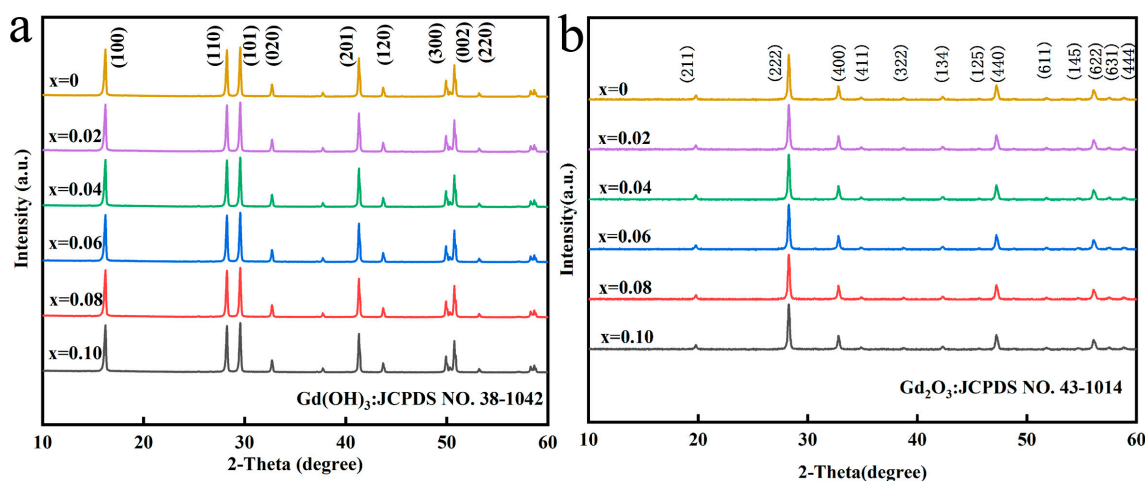 a
(100)
(110)
(101)
(020)
(201)
(120)
(300)
(002)
(220)
x=0
x=0.02
x=0.04
x=0.06
x=0.08
x=0.10
Intensity (a.u.)
Gd(OH)₃:JCPDS NO. 38-1042
10 20 30 40 50 60
2-Theta (degree)
b
(211)
(222)
(400)
(411)
(322)
(134)
(125)
(440)
(611)
(145)
(622)
(631)
(444)
x=0
x=0.02
x=0.04
x=0.06
x=0.08
x=0.10
Intensity(a.u.)
Gd₂O₃:JCPDS NO. 43-1014
10 20 30 40 50 60
2-Theta(degree)